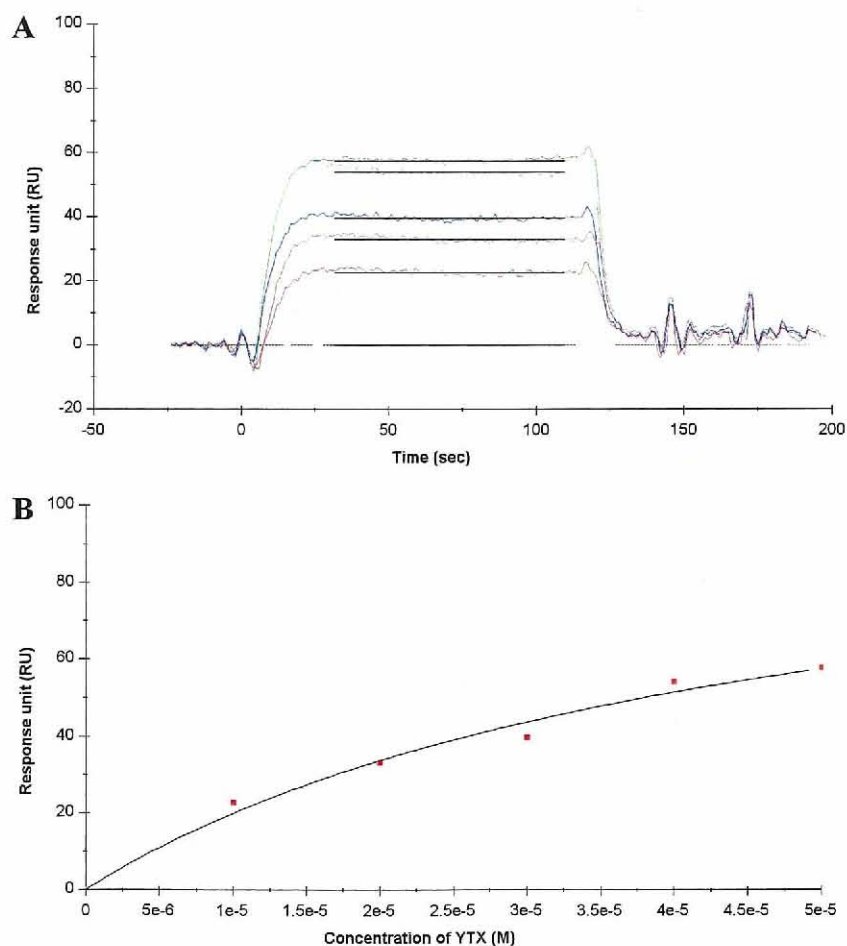 A
100
80
60
40
20
0
-20
Response unit (RU)
-50 0 50 100 150 200
Time (sec)
B
100
80
60
40
20
0
Response unit (RU)
0 5e-6 1e-5 1.5e-5 2e-5 2.5e-5 3e-5 3.5e-5 4e-5 4.5e-5 5e-5
Concentration of YTX (M)